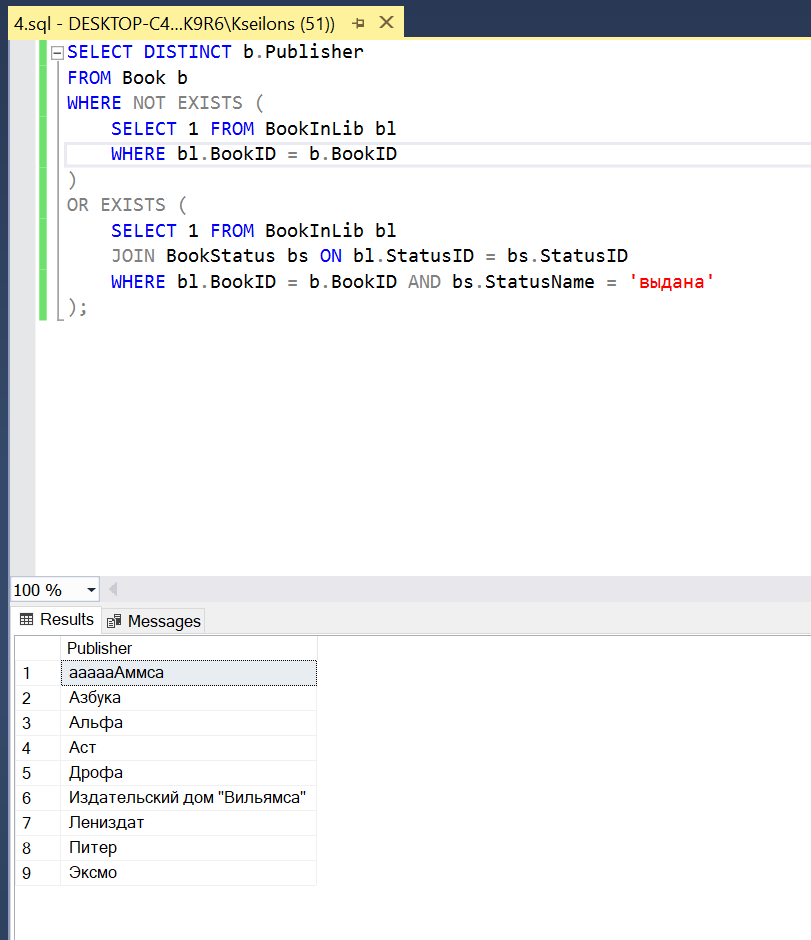 4.sql - DESKTOP-C4...K9R6\Kseilons (51))
SELECT DISTINCT b.Publisher
FROM Book b
WHERE NOT EXISTS (
SELECT 1 FROM BookInLib bl
WHERE bl.BookID = b.BookID
)
OR EXISTS (
SELECT 1 FROM BookInLib bl
JOIN BookStatus bs ON bl.StatusID = bs.StatusID
WHERE bl.BookID = b.BookID AND bs.StatusName = 'выдана'
);
100 %
Results Messages
Publisher
1 аааааАммса
2 Азбука
3 Альфа
4 Аст
5 Дрофа
6 Издательский дом "Вильямса"
7 Лениздат
8 Питер
9 Эксмо